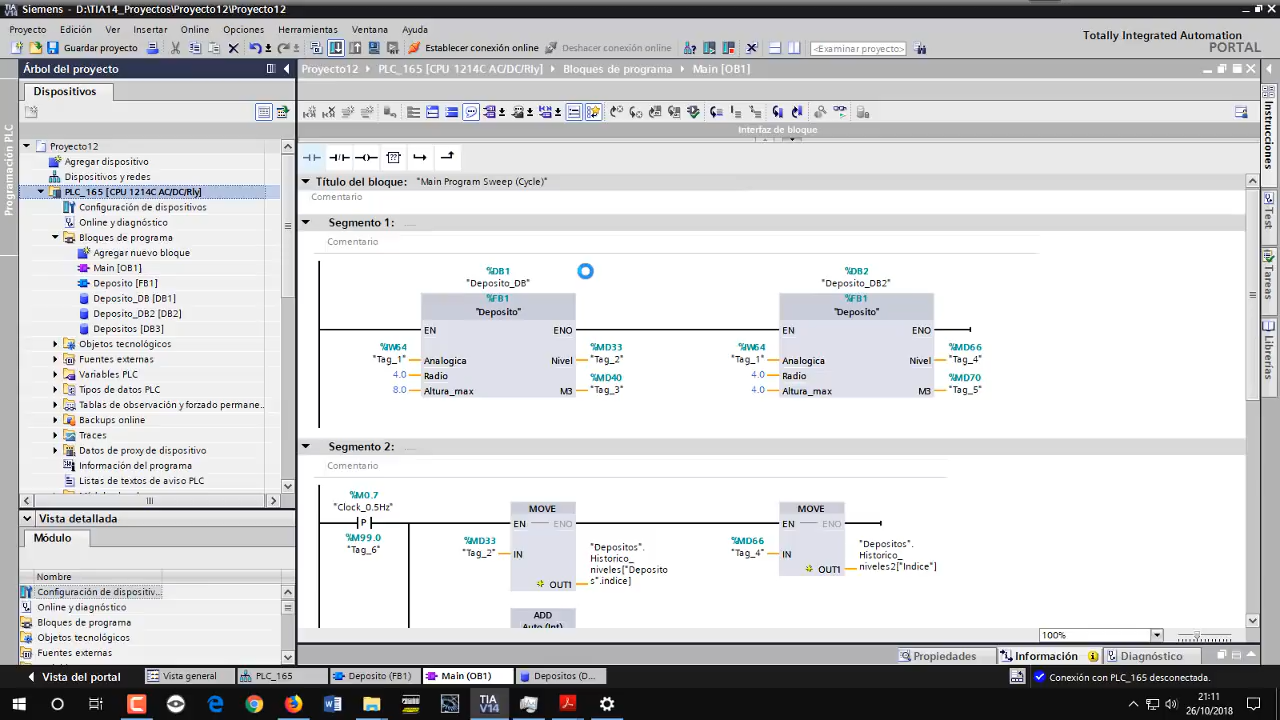 Siemens - D:\TIA14_Proyectos\Proyecto12\Proyecto12
Proyecto Edición Ver Insertar Online Opciones Herramientas Ventana Ayuda
Totally Integrated Automation
PORTAL
Guardar proyecto Establecer conexión online Deshacer conexión online <Examinar proyecto>
Árbol del proyecto
Proyecto12 PLC_165 [CPU 1214C AC/DC/Rly] Bloques de programa Main [OB1]
Dispositivos
Programación PLC
Proyecto12
Agregar dispositivo
Dispositivos y redes
PLC_165 [CPU 1214C AC/DC/Rly]
Configuración de dispositivos
Online y diagnóstico
Bloques de programa
Agregar nuevo bloque
Main [OB1]
Deposito [FB1]
Deposito_DB [DB1]
Deposito_DB2 [DB2]
Depositos [DB3]
Objetos tecnológicos
Fuentes externas
Variables PLC
Tipos de datos PLC
Tablas de observación y forzado permane..
Backups online
Traces
Datos de proxy de dispositivo
Información del programa
Listas de textos de aviso PLC
Vista detallada
Módulo
Nombre
Configuración de dispositiv..
Online y diagnóstico
Bloques de programa
Objetos tecnológicos
Fuentes externas
Interfaz de bloque
Título del bloque: "Main Program Sweep (Cycle)"
Comentario
Segmento 1: ....
Comentario
%DB1
"Deposito_DB"
%FB1
"Deposito"
EN ENO
%IW64
"Tag_1" Analogica
4.0 Radio
8.0 Altura_max
Nivel %MD33
"Tag_2"
M3 %MD40
"Tag_3"
%DB2
"Deposito_DB2"
%FB1
"Deposito"
EN ENO
%IW64
"Tag_1" Analogica
4.0 Radio
4.0 Altura_max
Nivel %MD66
"Tag_4"
M3 %MD70
"Tag_5"
Segmento 2: ....
Comentario
%M0.7
"Clock_0.5Hz"
P
%M99.0
"Tag_6"
MOVE
EN ENO
%MD33
"Tag_2" IN
OUT1
"Depositos".
Historico_
niveles["Deposito
s".indice]
MOVE
EN ENO
%MD66
"Tag_4" IN
OUT1
"Depositos".
Historico_
niveles2["Indice"]
ADD
Auto (Int)
100%
Propiedades Información Diagnóstico
Instrucciones
Test
Tareas
Librerías
Vista del portal Vista general PLC_165 Deposito (FB1) Main (OB1) Depositos (D...
Conexión con PLC_165 desconectada.
TIA
V14
21:11
26/10/2018